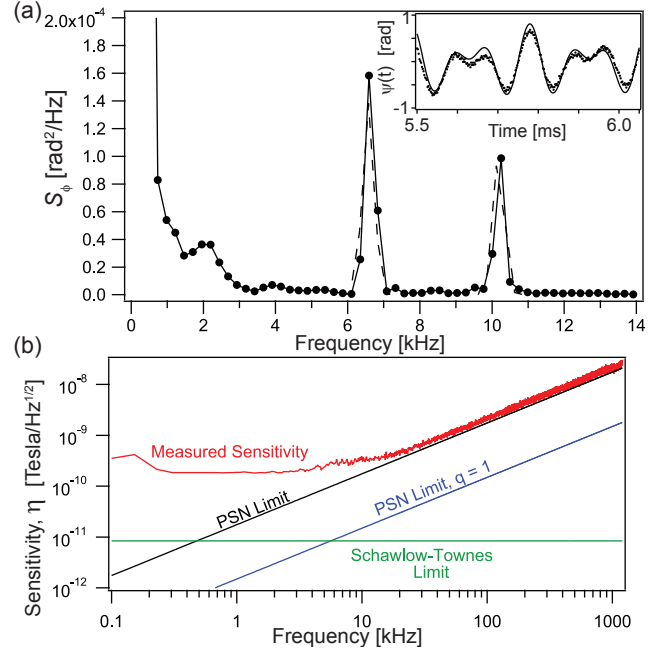 (a)
2.0x10⁻⁴
1.6
1.4
1.2
1.0
0.8
0.6
0.4
0.2
0.0
S_ϕ [rad²/Hz]
0 2 4 6 8 10 12 14
Frequency [kHz]
1
-1
ψ(t) [rad]
5.5 6.0
Time [ms]
(b)
10⁻⁸
10⁻⁹
10⁻¹⁰
10⁻¹¹
10⁻¹²
Sensitivity, η [Tesla/Hz^{1/2}]
Measured Sensitivity
PSN Limit
PSN Limit, q = 1
Schawlow-Townes
Limit
0.1 1 10 100 1000
Frequency [kHz]